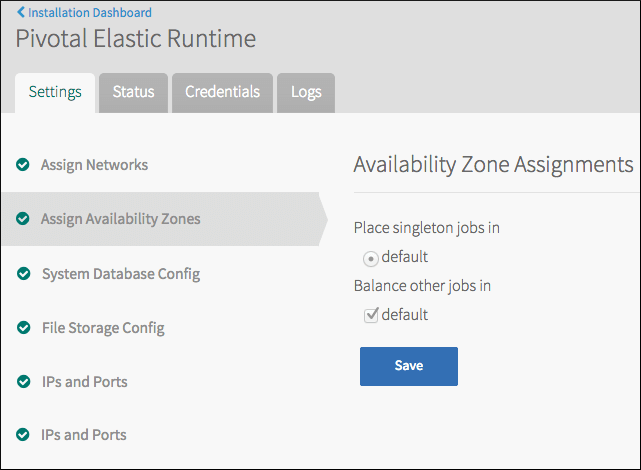 Installation Dashboard
Pivotal Elastic Runtime
Settings
Status
Credentials
Logs
Assign Networks
Assign Availability Zones
System Database Config
File Storage Config
IPs and Ports
IPs and Ports
Availability Zone Assignments
Place singleton jobs in
default
Balance other jobs in
default
Save